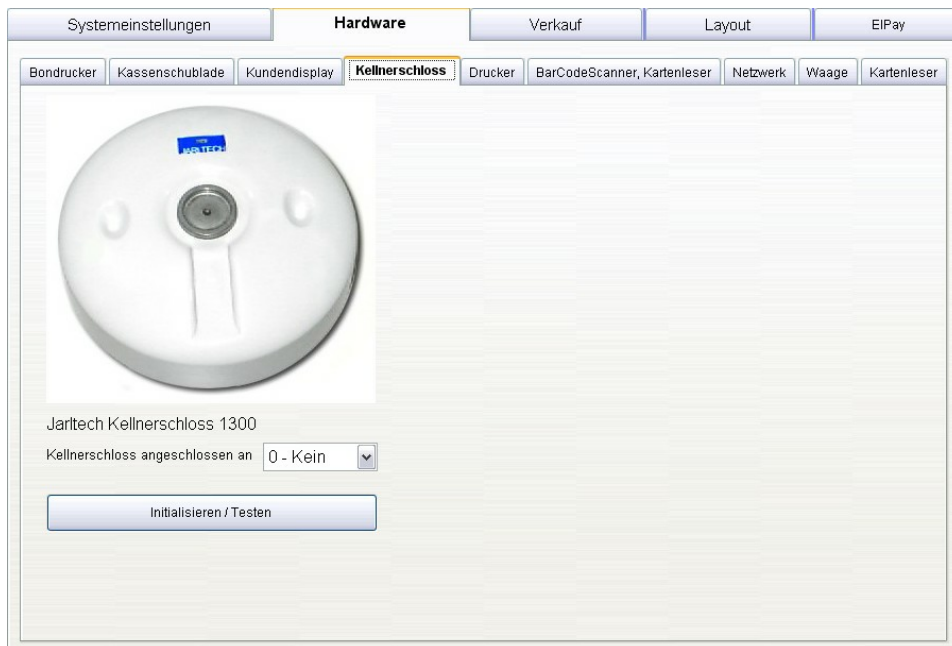 Systemeinstellungen Hardware Verkauf Layout ElPay
Bondrucker Kassenschublade Kundendisplay Kellnerschloss Drucker BarCodeScanner, Kartenleser Netzwerk Waage Kartenleser
JARLTECH
Jarltech Kellnerschloss 1300
Kellnerschloss angeschlossen an 0 - Kein
Initialisieren / Testen